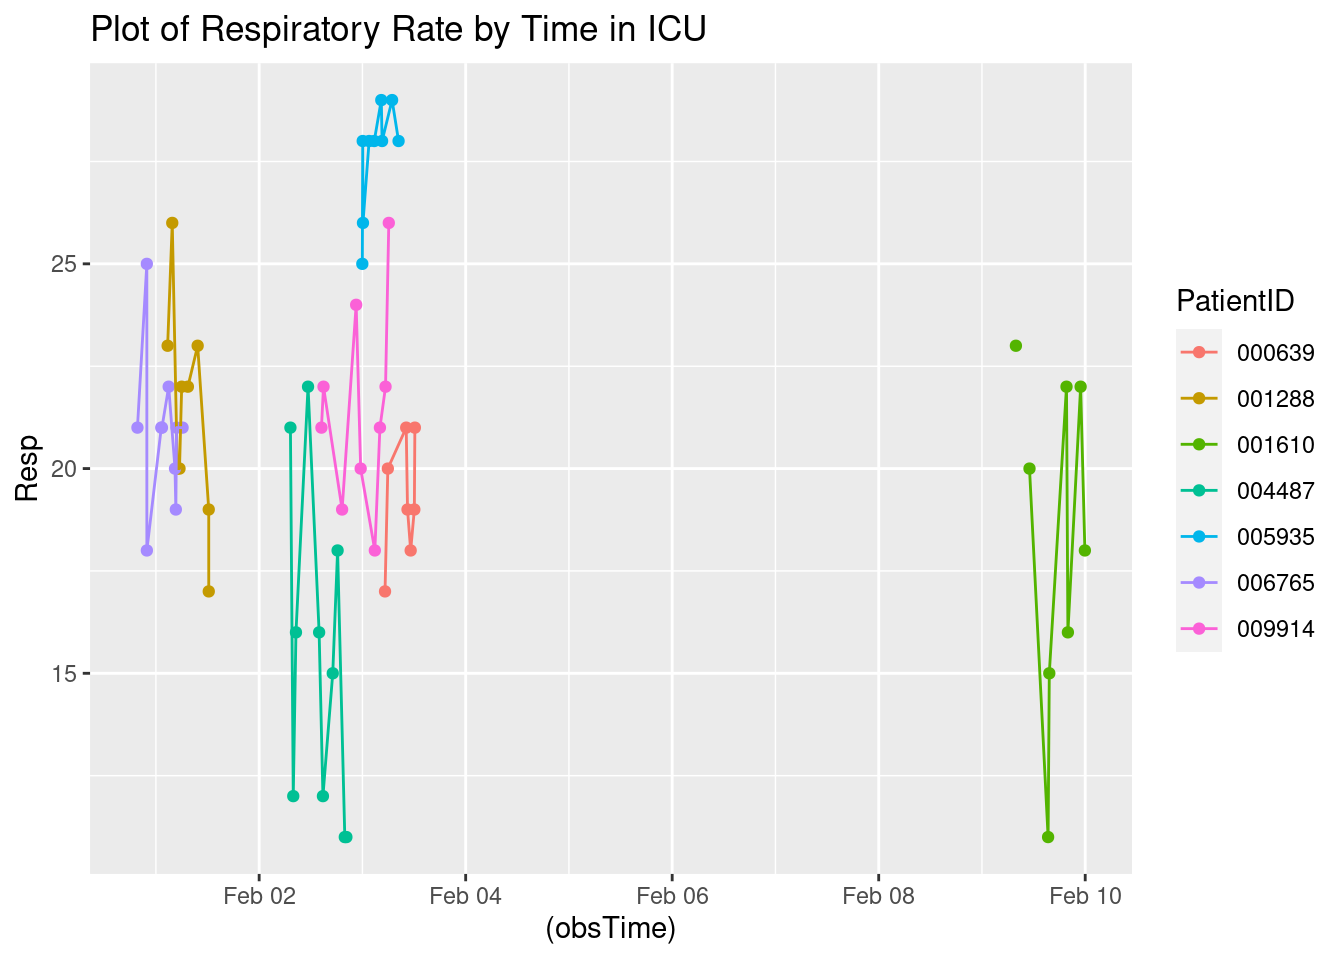 Plot of Respiratory Rate by Time in ICU
Resp
25
20
15
Feb 02 Feb 04 Feb 06 Feb 08 Feb 10
(obsTime)
PatientID
000639
001288
001610
004487
005935
006765
009914